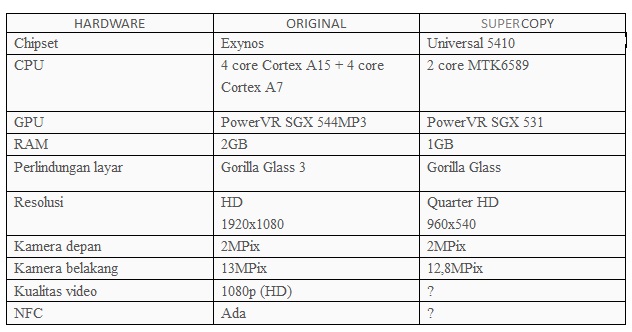 HARDWARE ORIGINAL SUPERCOPY
Chipset Exynos Universal 5410
CPU 4 core Cortex A15 + 4 core 2 core MTK6589
Cortex A7
GPU PowerVR SGX 544MP3 PowerVR SGX 531
RAM 2GB 1GB
Perlindungan layar Gorilla Glass 3 Gorilla Glass
Resolusi HD Quarter HD
1920x1080 960x540
Kamera depan 2MPix 2MPix
Kamera belakang 13MPix 12,8MPix
Kualitas video 1080p (HD) ?
NFC Ada ?